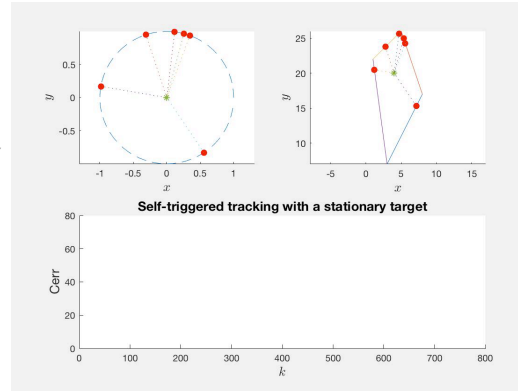 0.5
0
-0.5
y
-1 -0.5 0 0.5 1
x
25
20
15
10
y
-5 0 5 10 15
x
Self-triggered tracking with a stationary target
80
60
40
20
0
Cerr
0 100 200 300 400 500 600 700 800
k